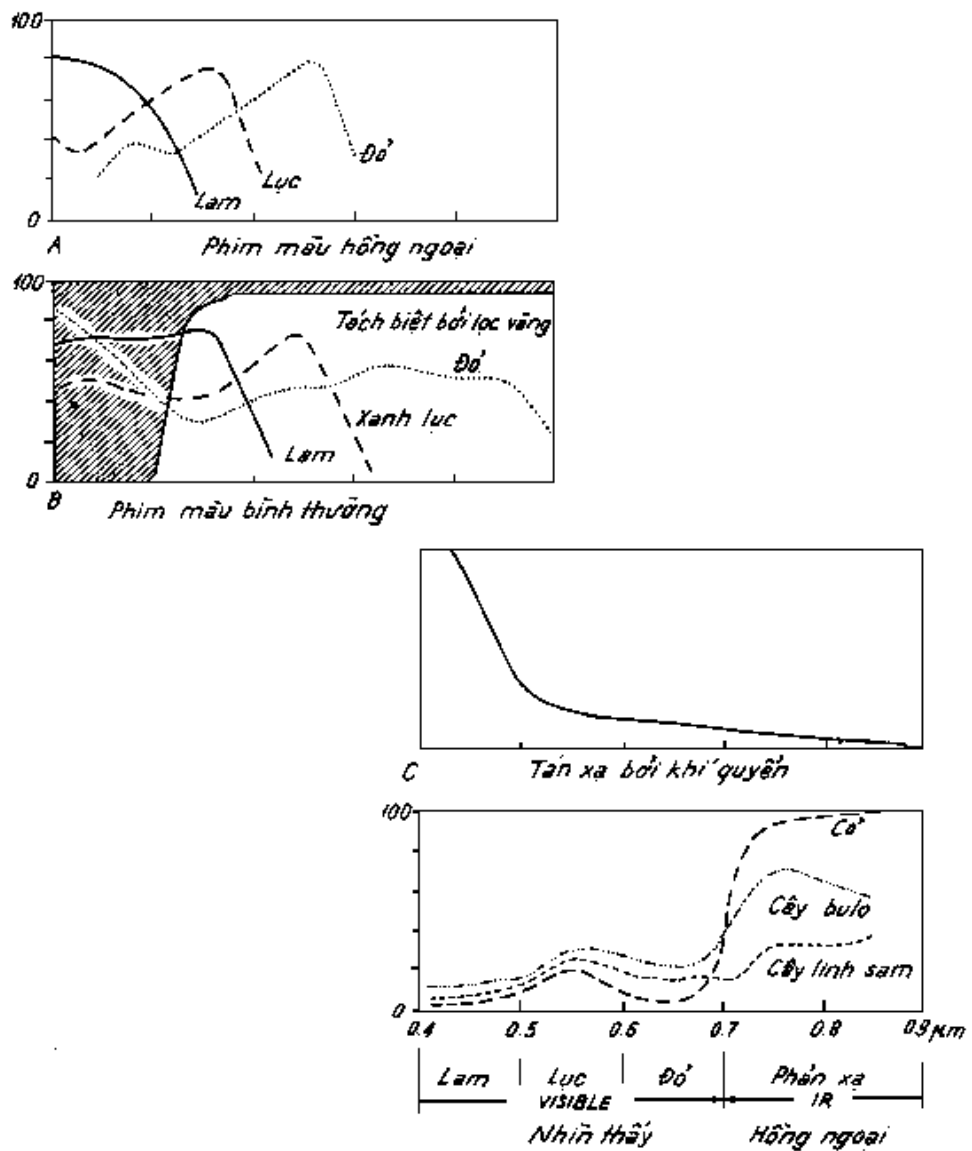 100
Đỏ
Lục
Lam
0
A Phim mầu hồng ngoại
100
Tách biệt bởi lọc vàng
Đỏ
Xanh lục
Lam
0
B Phim mầu bình thường
C Tán xạ bởi khí quyển
100
Cỏ
Cây bulo
Cây linh sam
0
0.4 0.5 0.6 0.7 0.8 0.9 μm
Lam Lục Đỏ Phản xạ
VISIBLE IR
Nhìn thấy Hồng ngoại